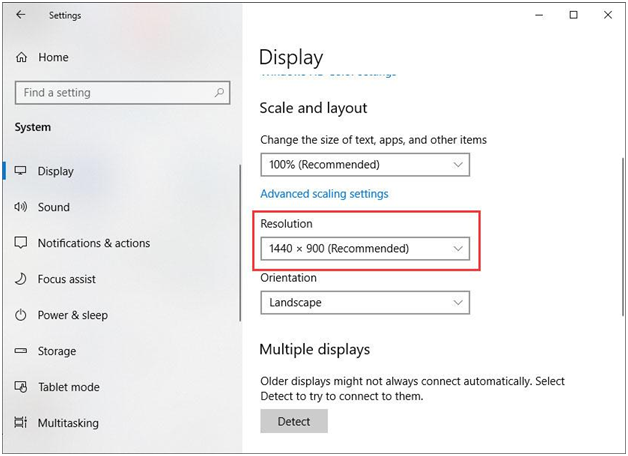 Settings
Home
Find a setting
System
Display
Sound
Notifications & actions
Focus assist
Power & sleep
Storage
Tablet mode
Multitasking
Display
Scale and layout
Change the size of text, apps, and other items
100% (Recommended)
Advanced scaling settings
Resolution
1440 × 900 (Recommended)
Orientation
Landscape
Multiple displays
Older displays might not always connect automatically. Select
Detect to try to connect to them.
Detect